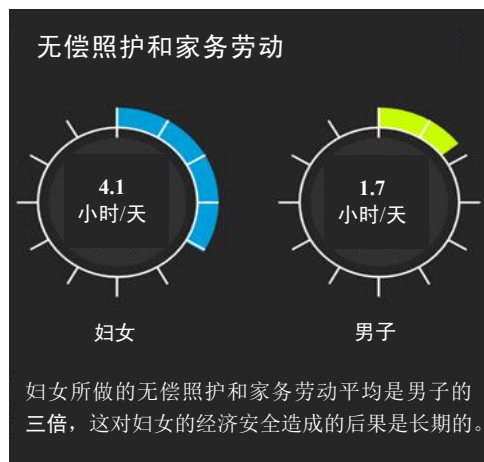 无偿照护和家务劳动
4.1
小时/天
1.7
小时/天
妇女
男子
妇女所做的无偿照护和家务劳动平均是男子的
三倍，这对妇女的经济安全造成的后果是长期的。